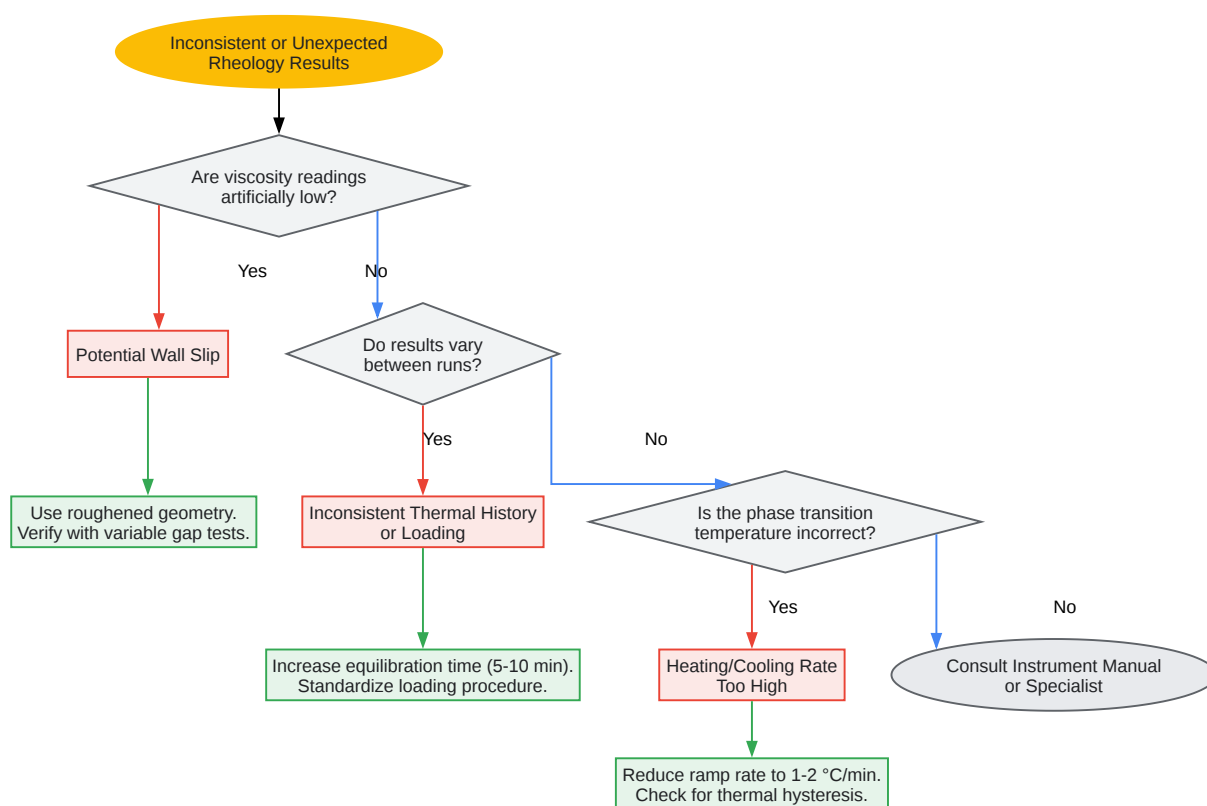 Inconsistent or Unexpected
Rheology Results
Are viscosity readings
artificially low?
Yes
No
Potential Wall Slip
Do results vary
between runs?
Yes
No
Use roughened geometry.
Verify with variable gap tests.
Inconsistent Thermal History
or Loading
Is the phase transition
temperature incorrect?
Yes
No
Increase equilibration time (5-10 min).
Standardize loading procedure.
Heating/Cooling Rate
Too High
Consult Instrument Manual
or Specialist
Reduce ramp rate to 1-2 °C/min.
Check for thermal hysteresis.